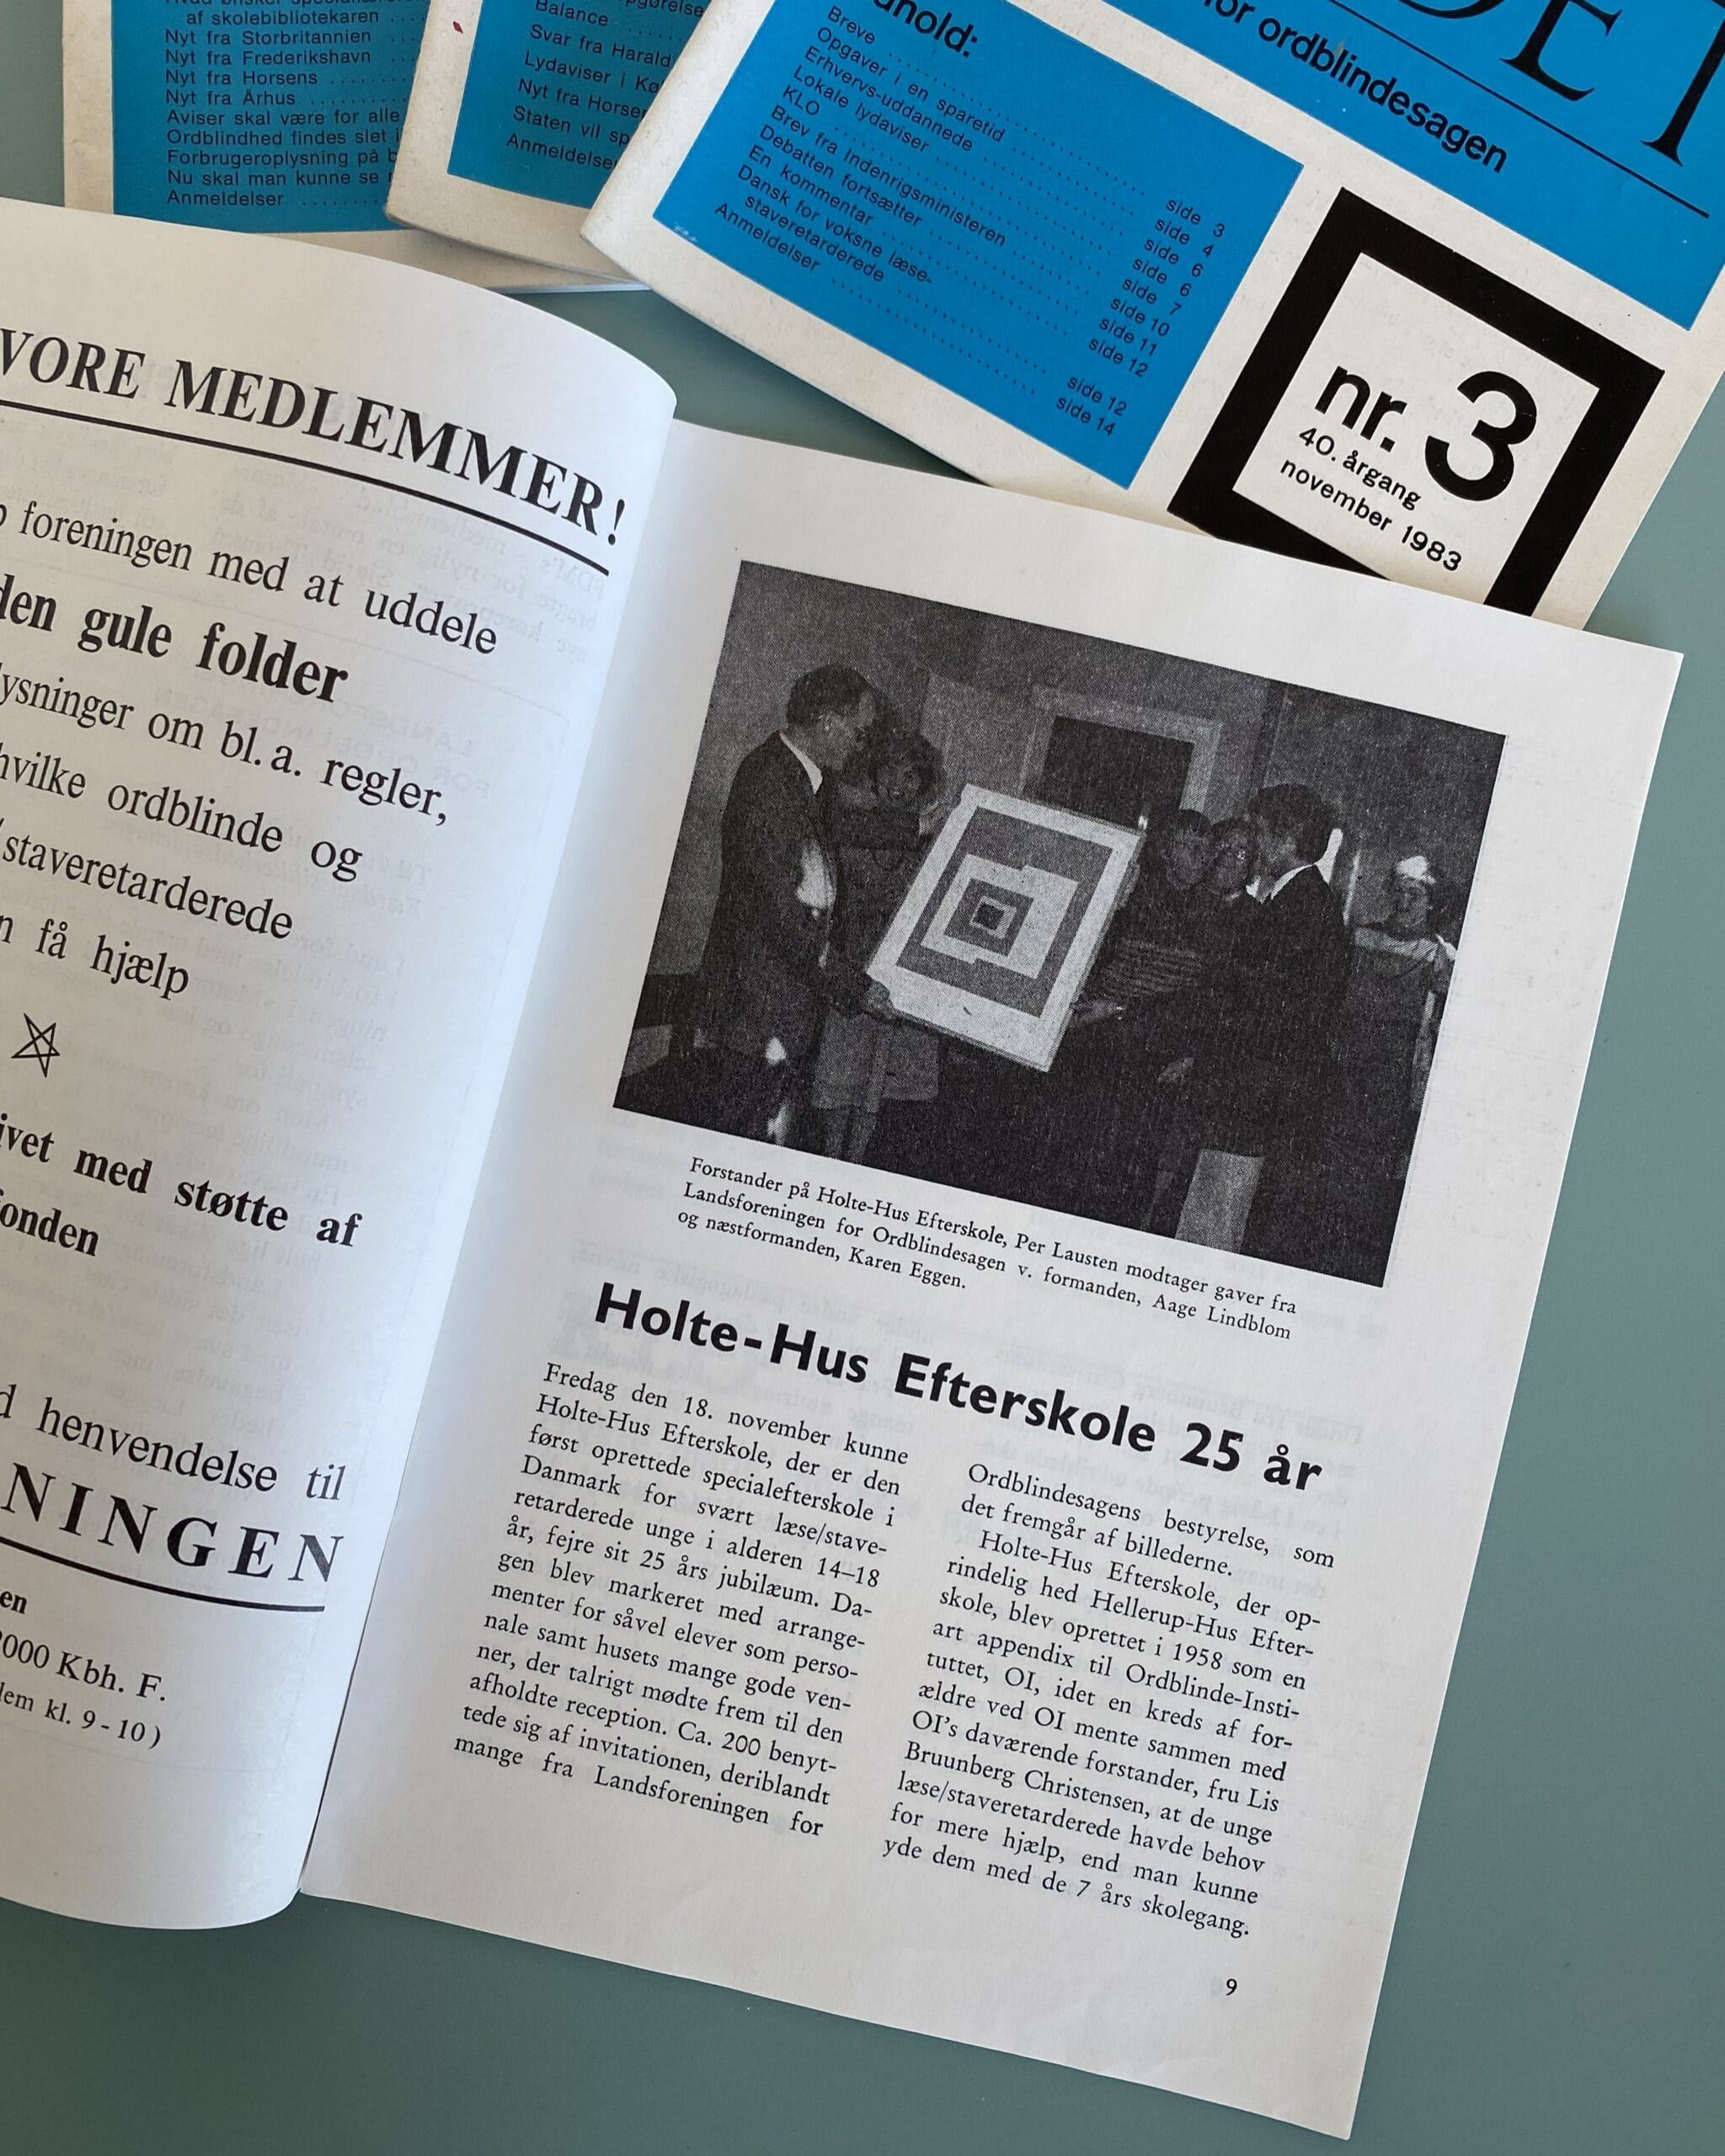 af skolebibliotekaren ....
Nyt fra Storbritannien ....
Nyt fra Frederikshavn ....
Nyt fra Horsens ........
Nyt fra Århus ..........
Aviser skal være for alle
Ordblindhed findes slet i
Forbrugeroplysning på
Nu skal man kunne se
Anmeldelser ..........
Balance ........
Svar fra Harald
Lydaviser i
Nyt fra
Staten vil
Anmeldelser
for ordblindesagen
Breve .......... side 3
Opgaver i en sparetid .......... side 4
Erhvervs-uddannede .......... side 6
Lokale lydaviser .......... side 6
KLO .......... side 7
Brev fra Indenrigsministeren .......... side 10
Debatten fortsætter .......... side 11
En kommentar .......... side 12
Dansk for voksne læse-
staveretarderede .......... side 12
Anmeldelser .......... side 14
nr. 3
40. årgang
november 1983
VORE MEDLEMMER!
foreningen med at uddele
den gule folder
om bl.a. regler,
hvilke ordblinde og
staveretarderede
få hjælp
med støtte af
henvendelse til
Kbh. F.
kl. 9-10)
Forstander på Holte-Hus Efterskole, Per Lausten modtager gaver fra
Landsforeningen for Ordblindesagen v. formanden, Aage Lindblom
og næstformanden, Karen Eggen.
Holte-Hus Efterskole 25 år
Fredag den 18. november kunne
Holte-Hus Efterskole, der er den
først oprettede specialefterskole i
Danmark for svært læse/stave-
retarderede unge i alderen 14–18
år, fejre sit 25 års jubilæum. Da-
gen blev markeret med arrange-
menter for såvel elever som perso-
nale samt husets mange gode ven-
ner, der talrigt mødte frem til den
afholdte reception. Ca. 200 benyt-
tede sig af invitationen, deriblandt
mange fra Landsforeningen for
Ordblindesagens bestyrelse, som
det fremgår af billederne.
Holte-Hus Efterskole, der op-
rindelig hed Hellerup-Hus Efter-
skole, blev oprettet i 1958 som en
art appendix til Ordblinde-Insti-
tuttet, OI, idet en kreds af for-
ældre ved OI mente sammen med
OI's daværende forstander, fru Lis
Bruunberg Christensen, at de unge
læse/staveretarderede havde behov
for mere hjælp, end man kunne
yde dem med de 7 års skolegang.
9